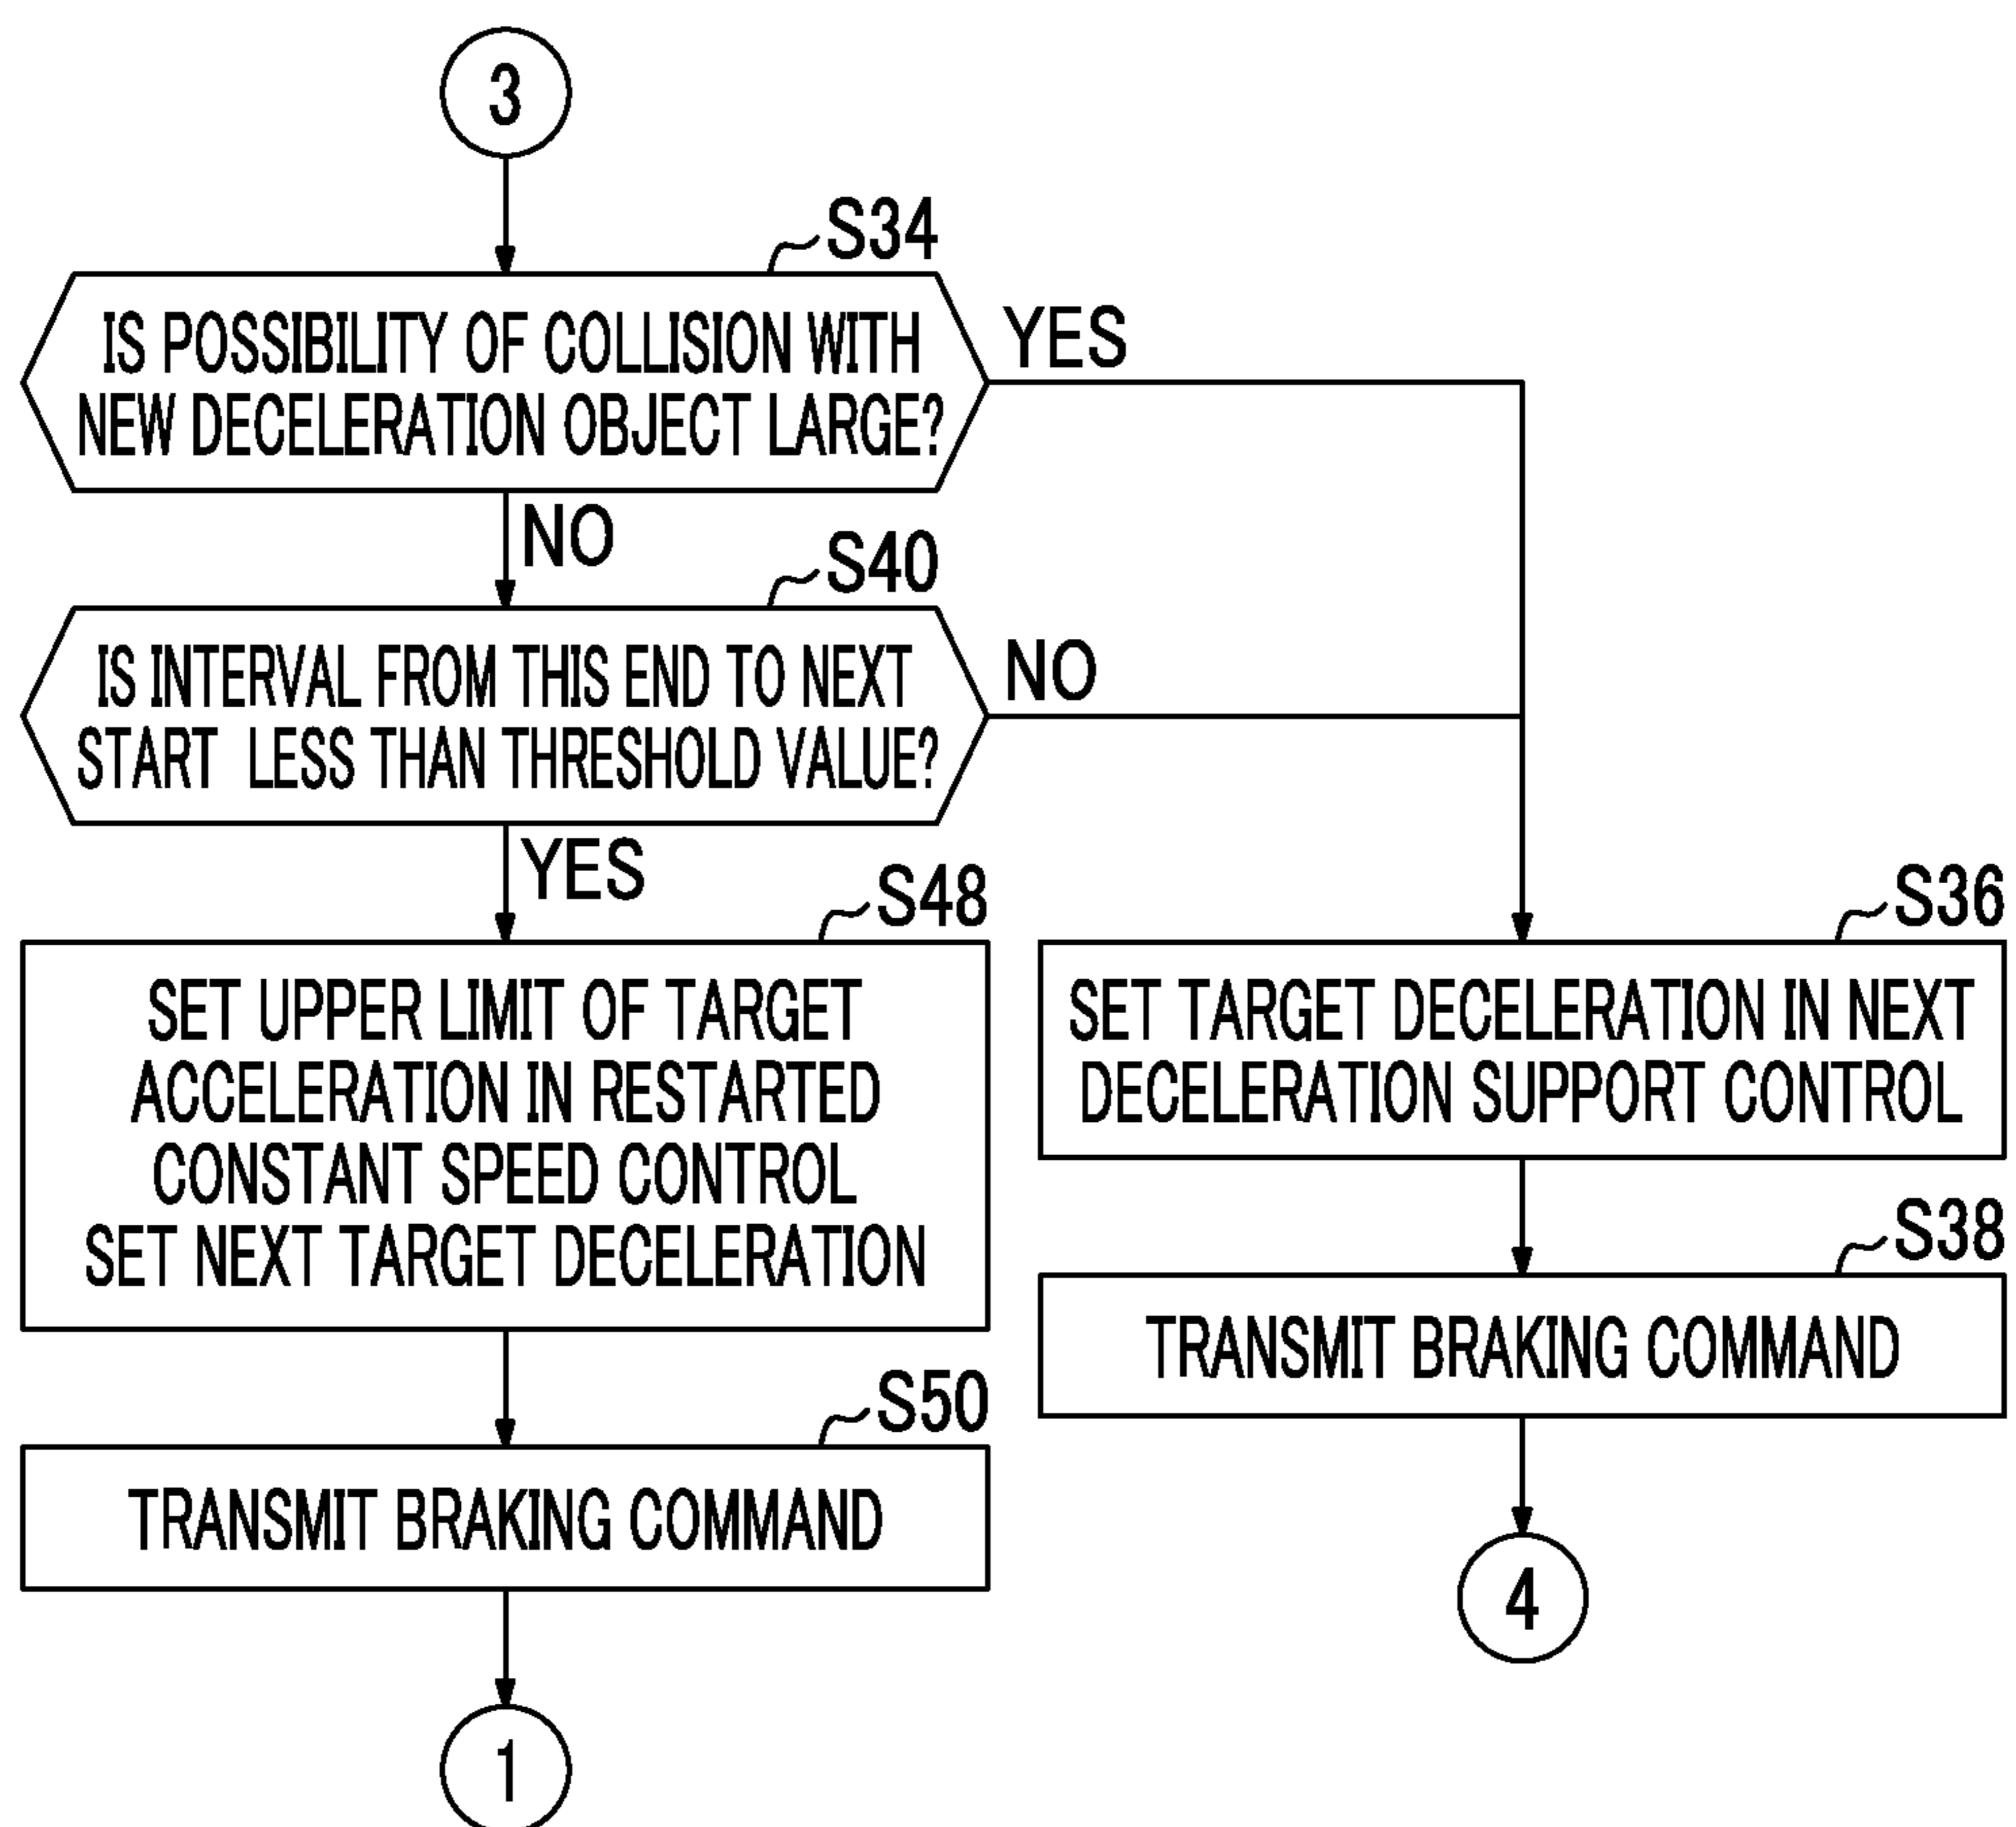 3
S34
IS POSSIBILITY OF COLLISION WITH
NEW DECELERATION OBJECT LARGE?
YES
NO
S40
IS INTERVAL FROM THIS END TO NEXT
START LESS THAN THRESHOLD VALUE?
NO
YES
S48
SET UPPER LIMIT OF TARGET
ACCELERATION IN RESTARTED
CONSTANT SPEED CONTROL
SET NEXT TARGET DECELERATION
S50
TRANSMIT BRAKING COMMAND
1
S36
SET TARGET DECELERATION IN NEXT
DECELERATION SUPPORT CONTROL
S38
TRANSMIT BRAKING COMMAND
4